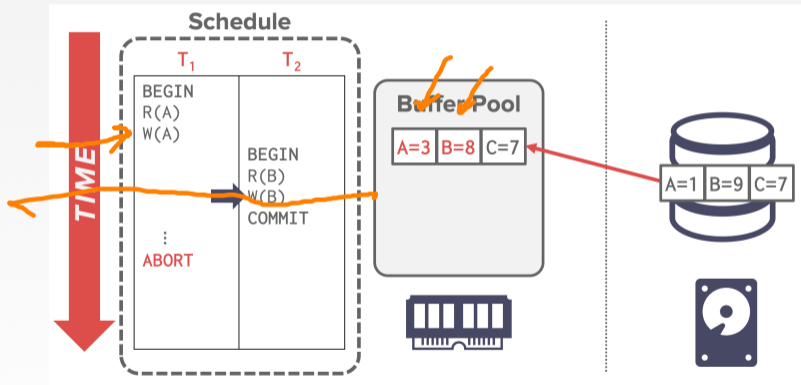 Schedule
T1 T2
BEGIN
R(A)
W(A)
BEGIN
R(B)
W(B)
COMMIT
⋮
ABORT
TIME
Buffer Pool
A=3 B=8 C=7
A=1 B=9 C=7